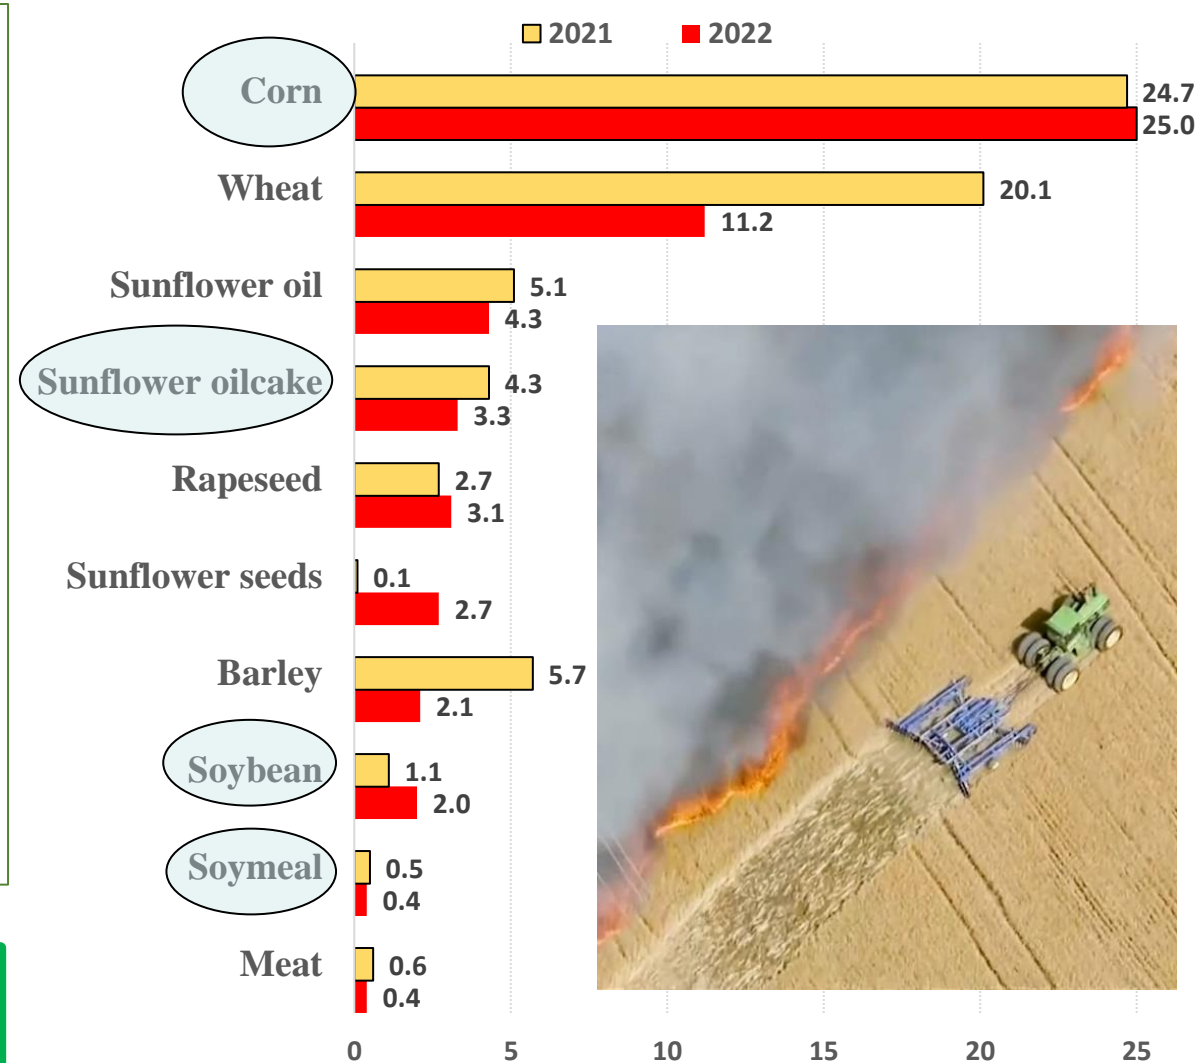 2021 2022
Corn 24.7
25.0
Wheat 20.1
11.2
Sunflower oil 5.1
4.3
Sunflower oilcake 4.3
3.3
Rapeseed 2.7
3.1
Sunflower seeds 0.1
2.7
Barley 5.7
2.1
Soybean 1.1
2.0
Soymeal 0.5
0.4
Meat 0.6
0.4
0 5 10 15 20 25